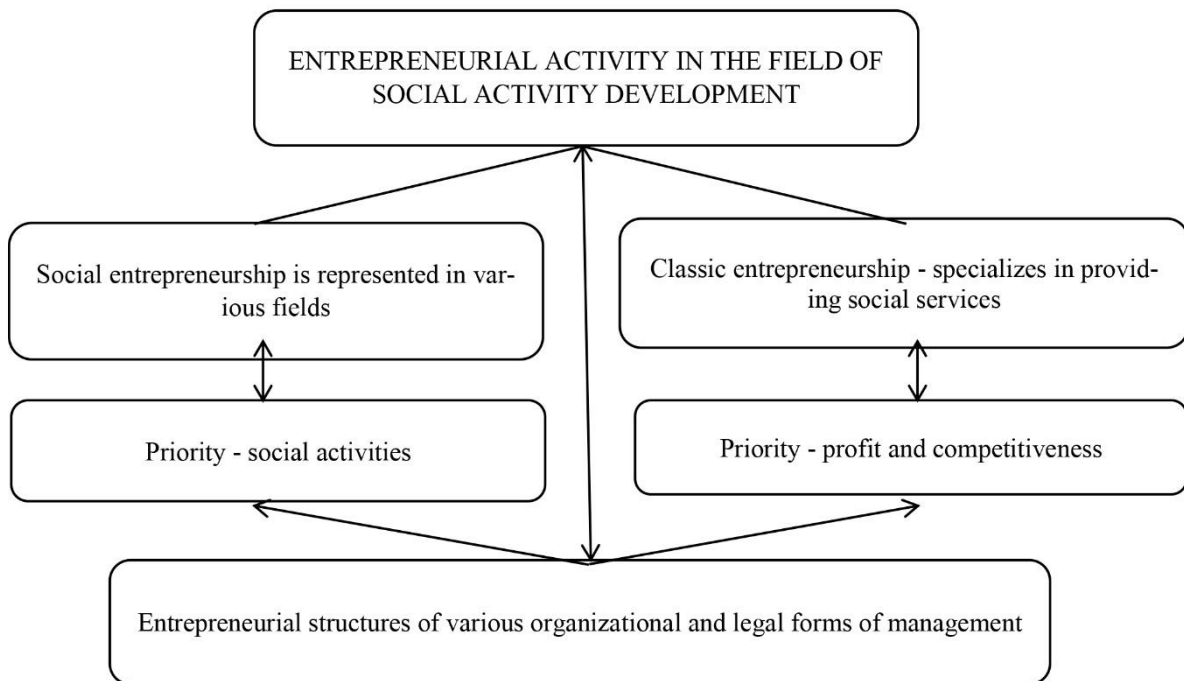 ENTREPRENEURIAL ACTIVITY IN THE FIELD OF
SOCIAL ACTIVITY DEVELOPMENT
Social entrepreneurship is represented in var-
ious fields
Classic entrepreneurship - specializes in provid-
ing social services
Priority - social activities
Priority - profit and competitiveness
Entrepreneurial structures of various organizational and legal forms of management